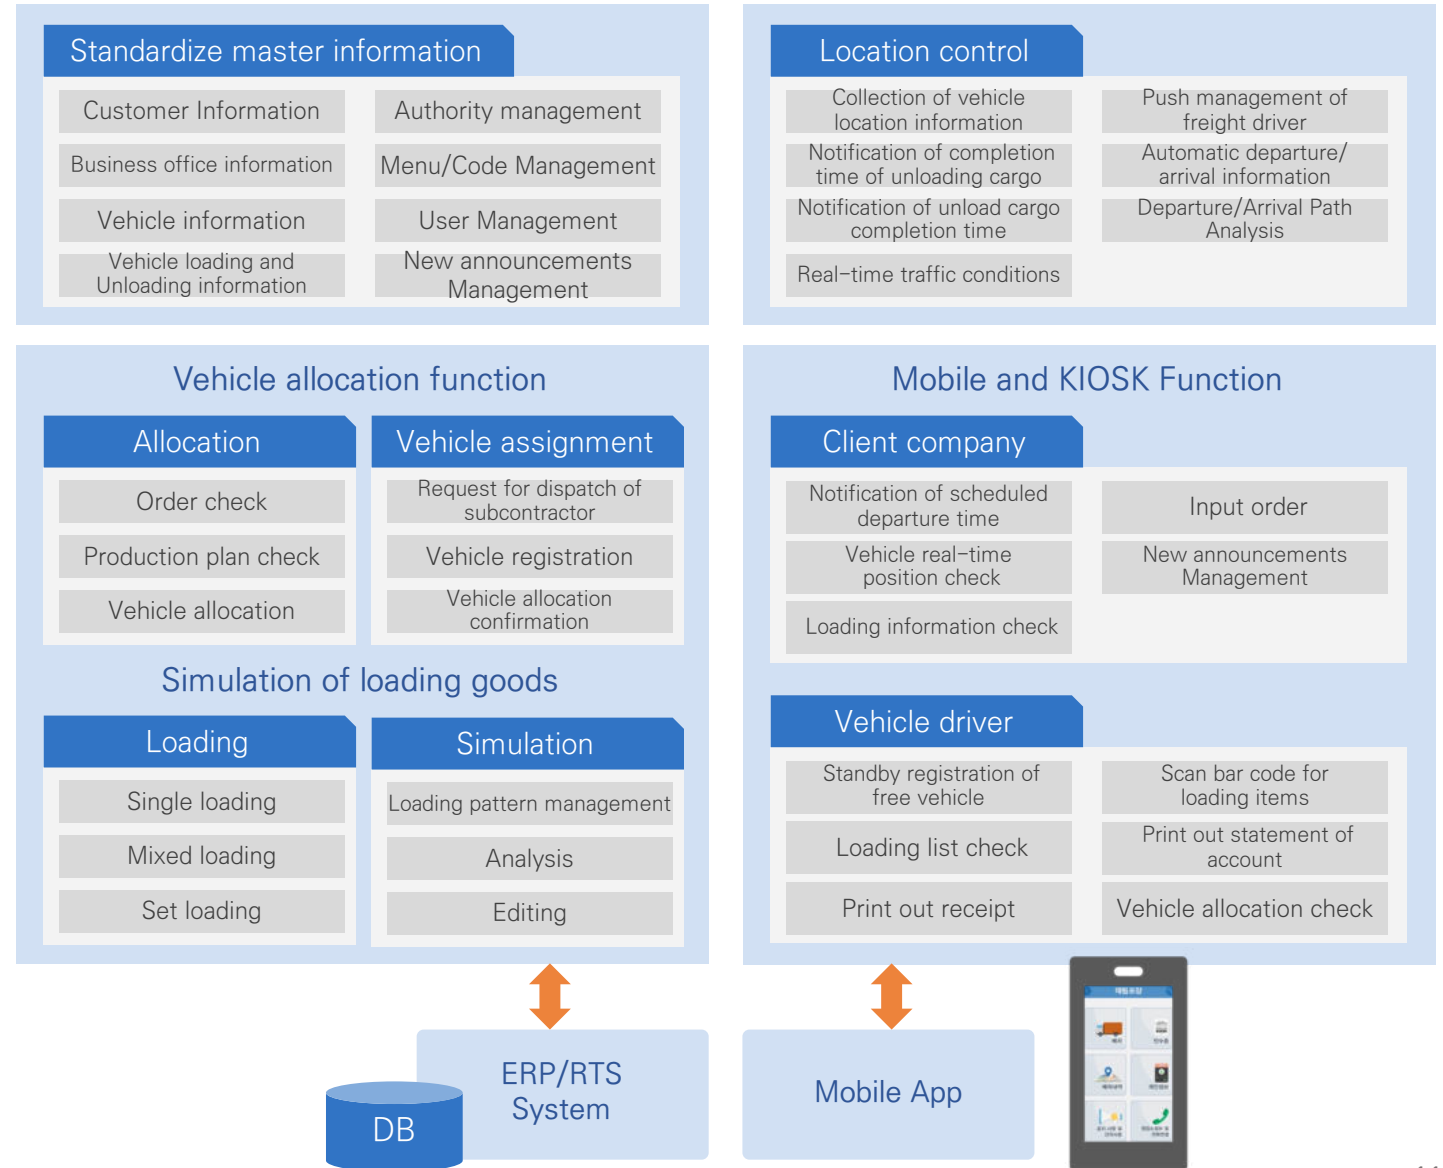 Standardize master information
Customer Information
Authority management
Business office information
Menu/Code Management
Vehicle information
User Management
Vehicle loading and
Unloading information
New announcements
Management
Location control
Collection of vehicle
location information
Push management of
freight driver
Notification of completion
time of unloading cargo
Automatic departure/
arrival information
Notification of unload cargo
completion time
Departure/Arrival Path
Analysis
Real-time traffic conditions
Vehicle allocation function
Allocation
Order check
Production plan check
Vehicle allocation
Vehicle assignment
Request for dispatch of
subcontractor
Vehicle registration
Vehicle allocation
confirmation
Simulation of loading goods
Loading
Single loading
Mixed loading
Set loading
Simulation
Loading pattern management
Analysis
Editing
Mobile and KIOSK Function
Client company
Notification of scheduled
departure time
Input order
Vehicle real-time
position check
New announcements
Management
Loading information check
Vehicle driver
Standby registration of
free vehicle
Scan bar code for
loading items
Loading list check
Print out statement of
account
Print out receipt
Vehicle allocation check
ERP/RTS
System
DB
Mobile App